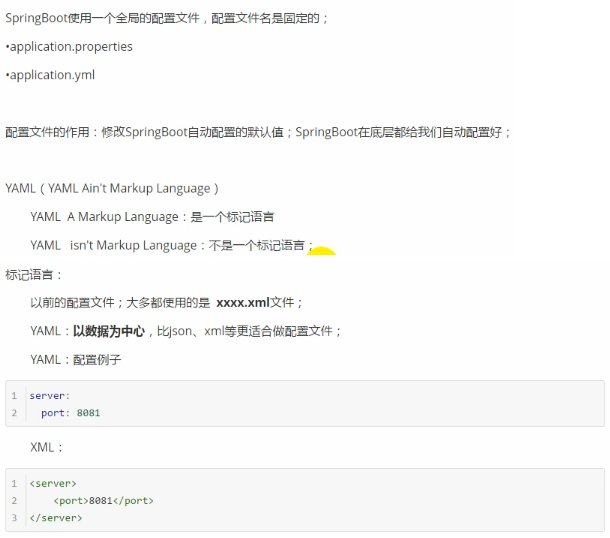 SpringBoot使用一个全局的配置文件，配置文件名是固定的；
•application.properties
•application.yml
配置文件的作用：修改SpringBoot自动配置的默认值；SpringBoot在底层都给我们自动配置好；
YAML（YAML Ain't Markup Language）
YAML  A Markup Language：是一个标记语言
YAML   isn't Markup Language：不是一个标记语言；
标记语言：
以前的配置文件；大多都使用的是  xxxx.xml文件；
YAML：以数据为中心，比json、xml等更适合做配置文件；
YAML：配置例子
1 server:
2   port: 8081
XML：
1 <server>
2     <port>8081</port>
3 </server>